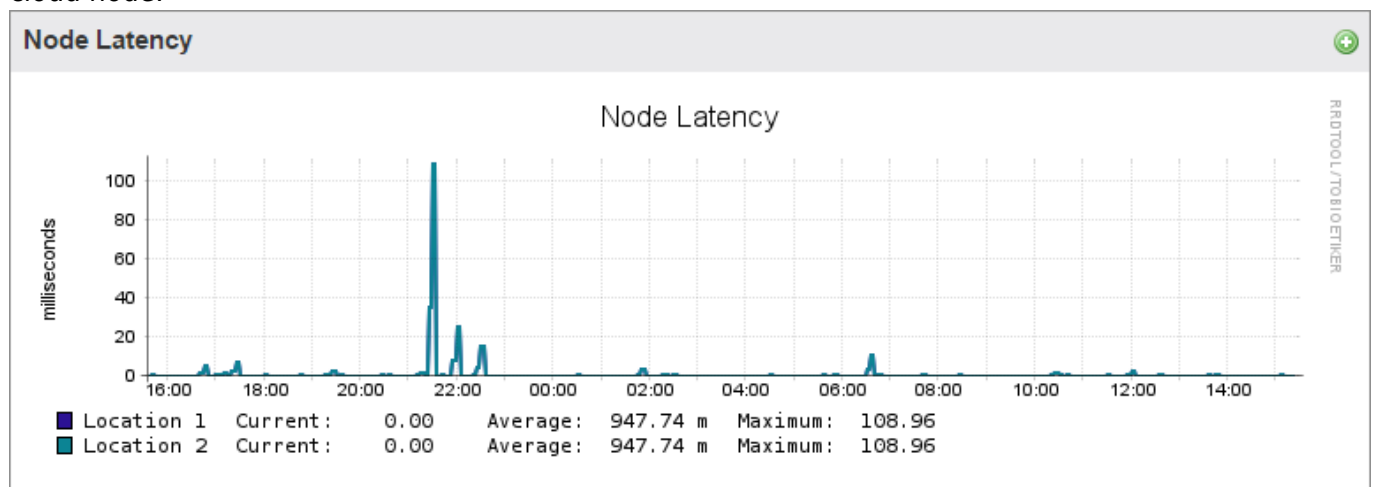 Node Latency
Node Latency
RRDTOOL / TOBI OETIKER
milliseconds
100
80
60
40
20
0
16:00 18:00 20:00 22:00 00:00 02:00 04:00 06:00 08:00 10:00 12:00 14:00
Location 1 Current: 0.00 Average: 947.74 m Maximum: 108.96
Location 2 Current: 0.00 Average: 947.74 m Maximum: 108.96